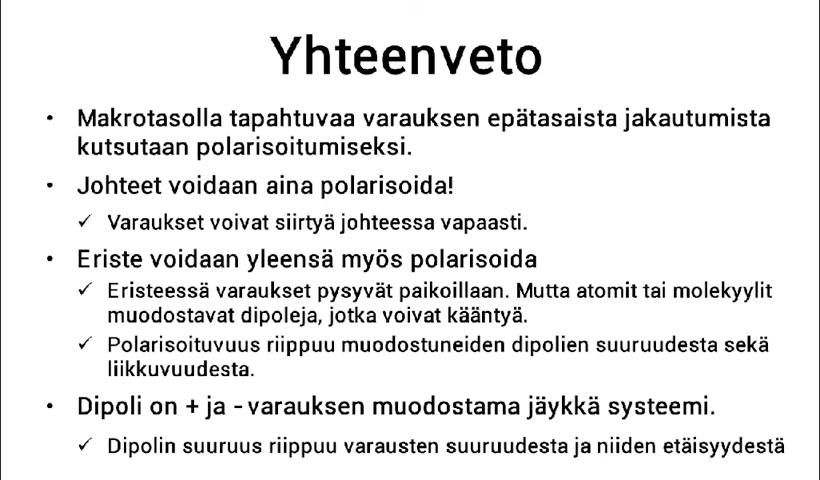 Yhteenveto
• Makrotasolla tapahtuvaa varauksen epätasaista jakautumista
kutsutaan polarisoitumiseksi.
• Johteet voidaan aina polarisoida!
✓ Varaukset voivat siirtyä johteessa vapaasti.
• Eriste voidaan yleensä myös polarisoida
✓ Eristeessä varaukset pysyvät paikoillaan. Mutta atomit tai molekyylit
muodostavat dipoleja, jotka voivat kääntyä.
✓ Polarisoituvuus riippuu muodostuneiden dipolien suuruudesta sekä
liikkuvuudesta.
• Dipoli on + ja - varauksen muodostama jäykkä systeemi.
✓ Dipolin suuruus riippuu varausten suuruudesta ja niiden etäisyydestä